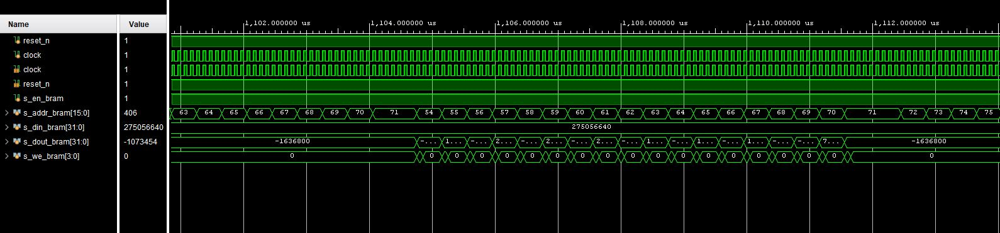 Name Value 1,102.000000 us 1,104.000000 us 1,106.000000 us 1,108.000000 us 1,110.000000 us 1,112.000000 us
reset_n 1
clock 1
clock 1
reset_n 1
s_en_bram 1
s_addr_bram[15:0] 406 63 64 65 66 67 68 69 70 71 54 55 56 57 58 59 60 61 62 63 64 65 66 67 68 69 70 71 72 73 74 75
s_din_bram[31:0] 275056640 275056640
s_dout_bram[31:0] -1073454 -1636800 -... 1... -... 2... -... 2... -... 2... -... 1... -... 1... -... 1... -... -... 7... -1636800
s_we_bram[3:0] 0 0 0 0 0 0 0 0 0 0 0 0 0 0 0 0 0 0 0 0